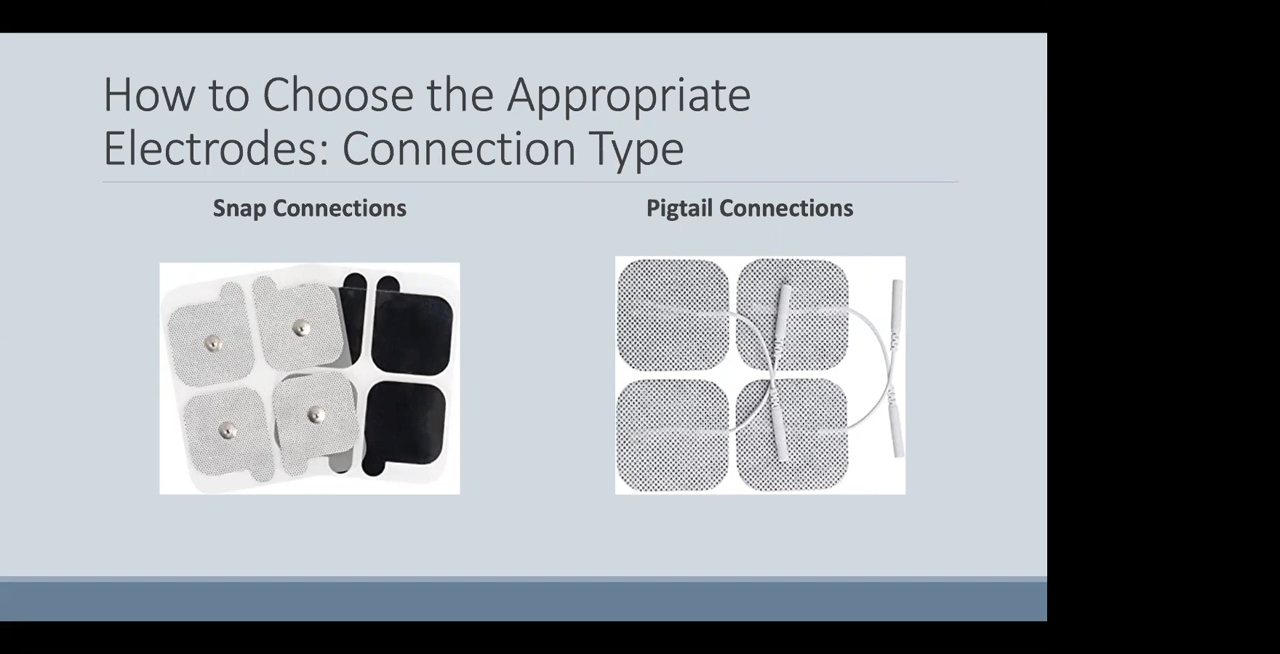 How to Choose the Appropriate
Electrodes: Connection Type
Snap Connections
Pigtail Connections